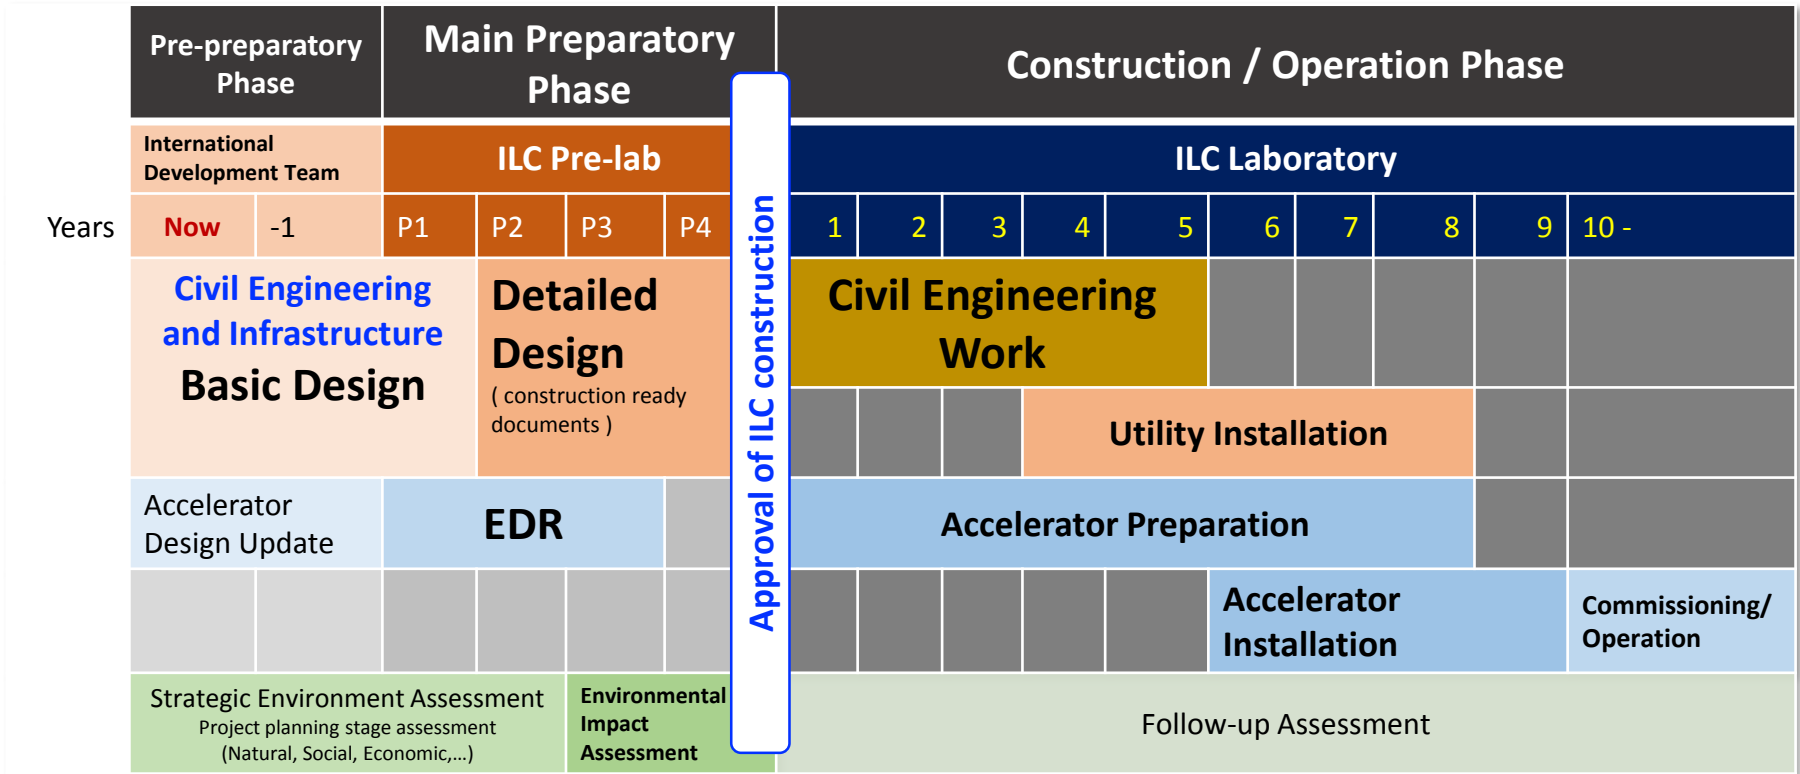 Pre-preparatory
Phase
Main Preparatory
Phase
Construction / Operation Phase
International
Development Team
ILC Pre-lab
ILC Laboratory
Years
Now
-1
P1
P2
P3
P4
1
2
3
4
5
6
7
8
9
10 -
Approval of ILC construction
Civil Engineering
and Infrastructure
Basic Design
Detailed
Design
( construction ready
documents )
Civil Engineering
Work
Utility Installation
Accelerator
Design Update
EDR
Accelerator Preparation
Accelerator
Installation
Commissioning/
Operation
Strategic Environment Assessment
Project planning stage assessment
(Natural, Social, Economic,...)
Environmental
Impact
Assessment
Follow-up Assessment